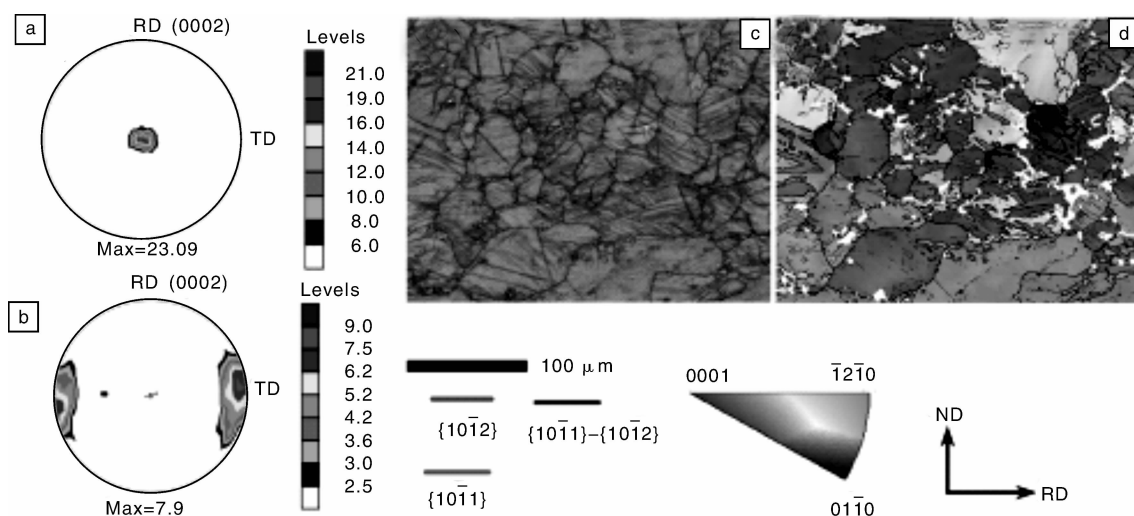 a
RD (0002)
TD
Max=23.09
Levels
21.0
19.0
16.0
14.0
12.0
10.0
8.0
6.0
b
RD (0002)
TD
Max=7.9
Levels
9.0
7.5
6.2
5.2
4.2
3.6
3.0
2.5
c
d
100 μm
{101̄2}
{101̄1}–{101̄2}
{101̄1}
0001
1̄21̄0
011̄0
ND
RD